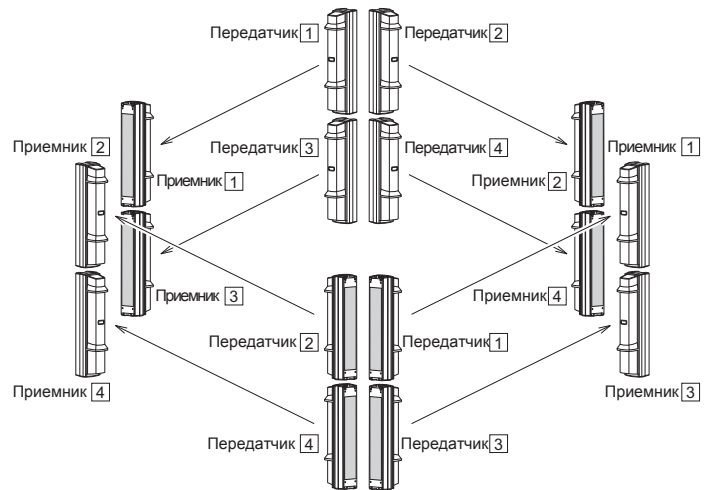 Передатчик 1 Передатчик 2
Приемник 2 Передатчик 3 Передатчик 4 Приемник 1
Приемник 1 Приемник 2
Приемник 3 Приемник 4
Передатчик 2 Передатчик 1
Приемник 4 Приемник 3
Передатчик 4 Передатчик 3